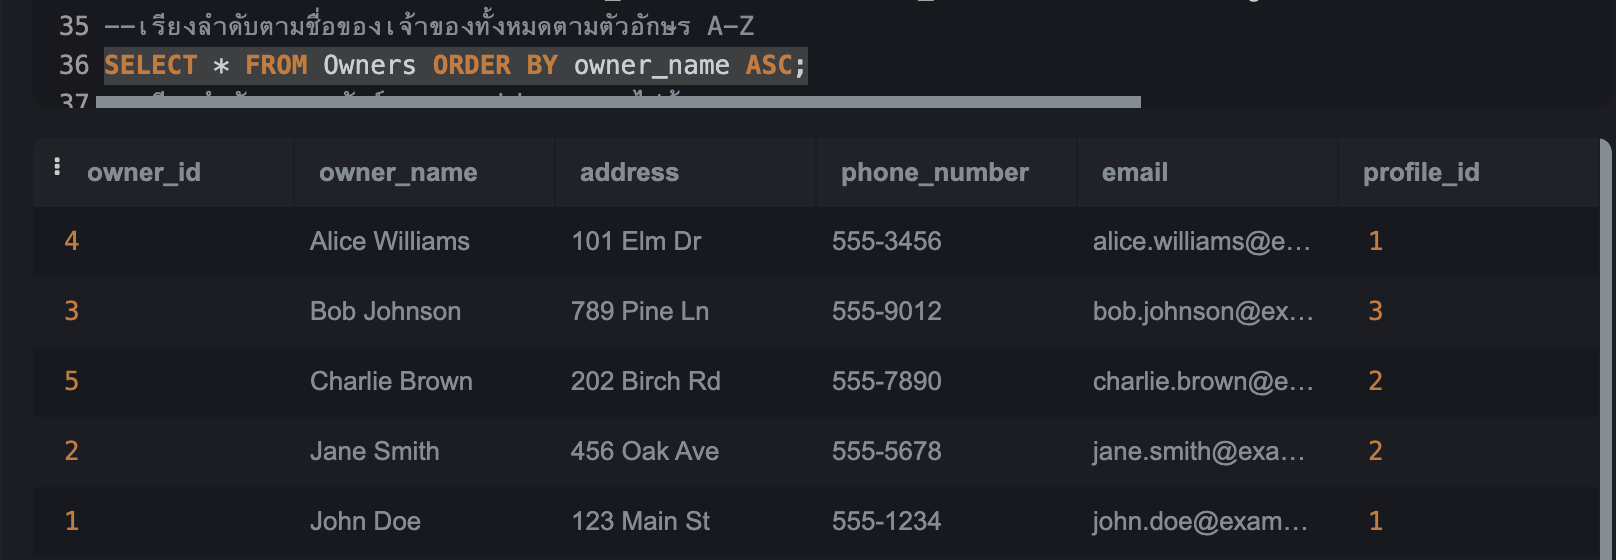 35 --เรียงลำดับตามชื่อของเจ้าของทั้งหมดตามตัวอักษร A-Z
36 SELECT * FROM Owners ORDER BY owner_name ASC;
37
owner_id owner_name address phone_number email profile_id
4 Alice Williams 101 Elm Dr 555-3456 alice.williams@e... 1
3 Bob Johnson 789 Pine Ln 555-9012 bob.johnson@ex... 3
5 Charlie Brown 202 Birch Rd 555-7890 charlie.brown@e... 2
2 Jane Smith 456 Oak Ave 555-5678 jane.smith@exa... 2
1 John Doe 123 Main St 555-1234 john.doe@exam... 1